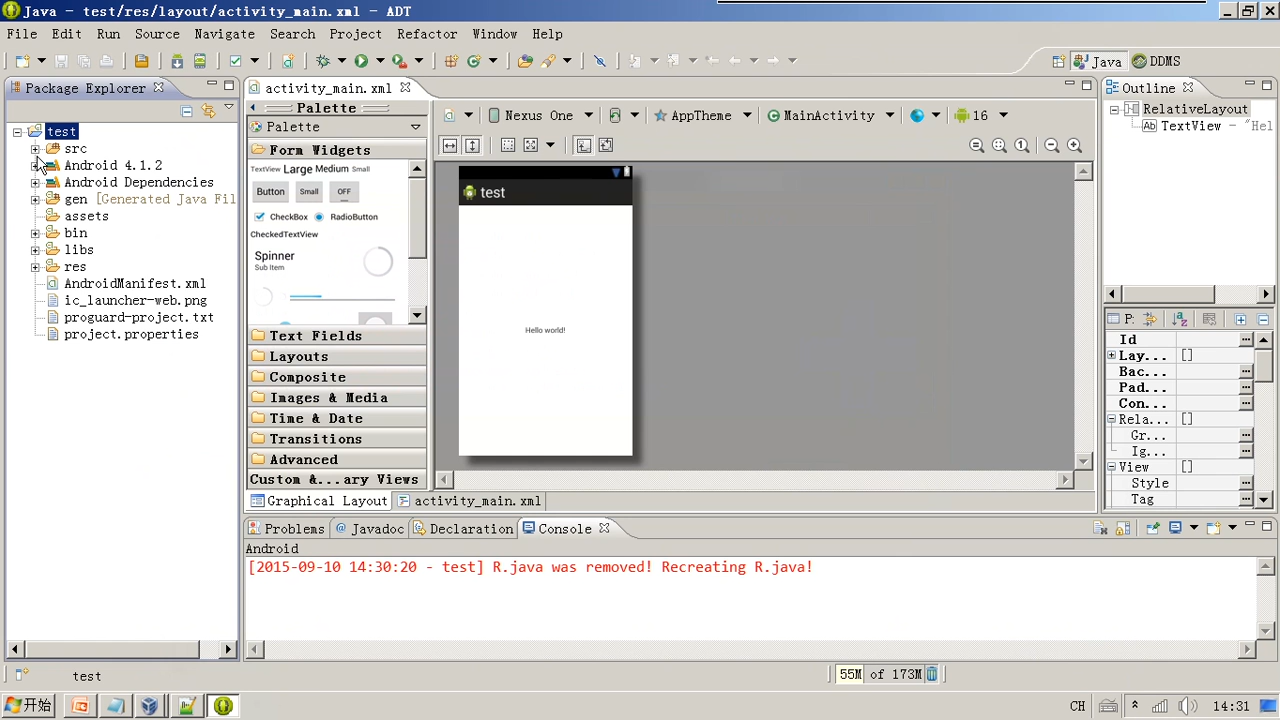 Java - test/res/layout/activity_main.xml - ADT
File Edit Run Source Navigate Search Project Refactor Window Help
Java DDMS
Package Explorer
test
src
Android 4.1.2
Android Dependencies
gen [Generated Java Fil
assets
bin
libs
res
AndroidManifest.xml
ic_launcher-web.png
proguard-project.txt
project.properties
activity_main.xml
Palette
Palette
Form Widgets
TextView Large Medium Small
Button Small OFF
CheckBox RadioButton
CheckedTextView
Spinner
Sub Item
Text Fields
Layouts
Composite
Images & Media
Time & Date
Transitions
Advanced
Custom &...ary Views
Nexus One AppTheme MainActivity 16
test
Hello world!
Graphical Layout activity_main.xml
Outline
RelativeLayout
Ab TextView - "Hel
P:
Id
Lay... []
Bac...
Pad...
Con...
Rela... []
Gr...
Ig...
View []
Style
Tag
Problems @ Javadoc Declaration Console
Android
[2015-09-10 14:30:20 - test] R.java was removed! Recreating R.java!
test
55M of 173M
开始
CH 14:31